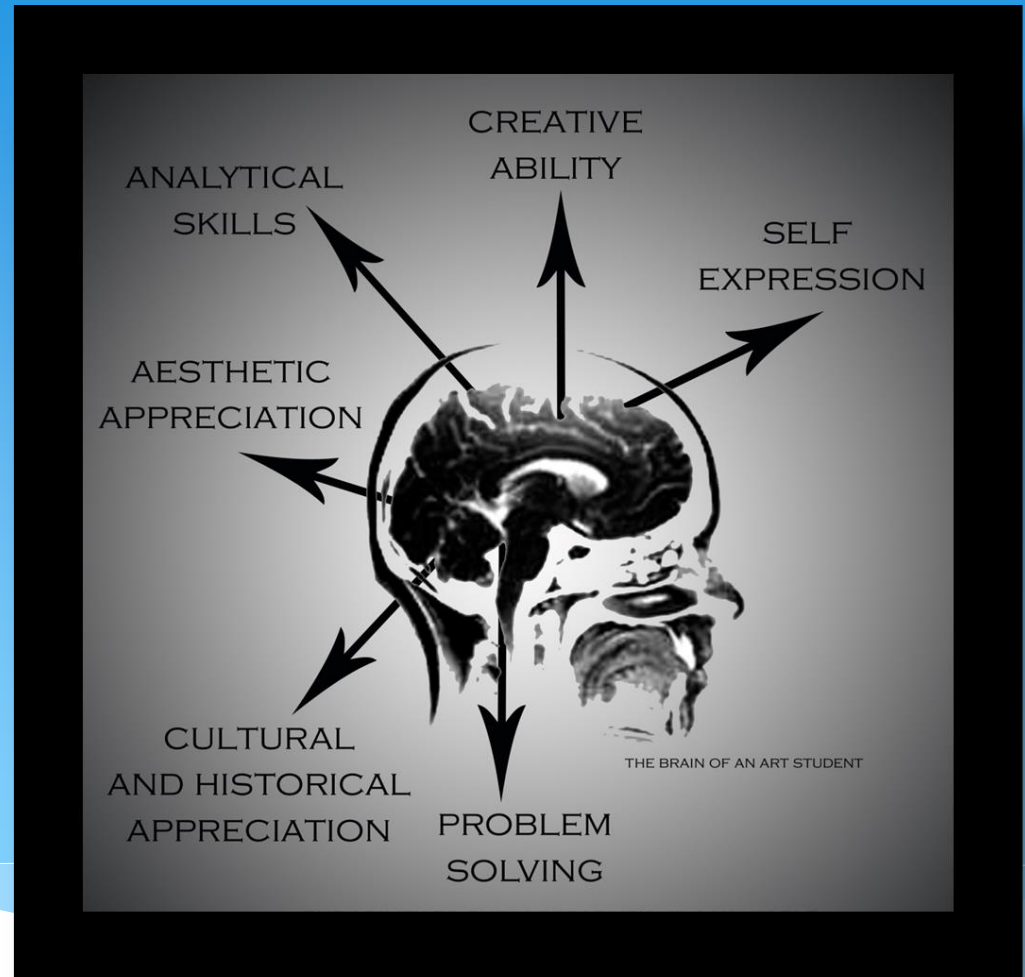 CREATIVE
ABILITY
ANALYTICAL
SKILLS
SELF
EXPRESSION
AESTHETIC
APPRECIATION
CULTURAL
AND HISTORICAL
APPRECIATION
THE BRAIN OF AN ART STUDENT
PROBLEM
SOLVING